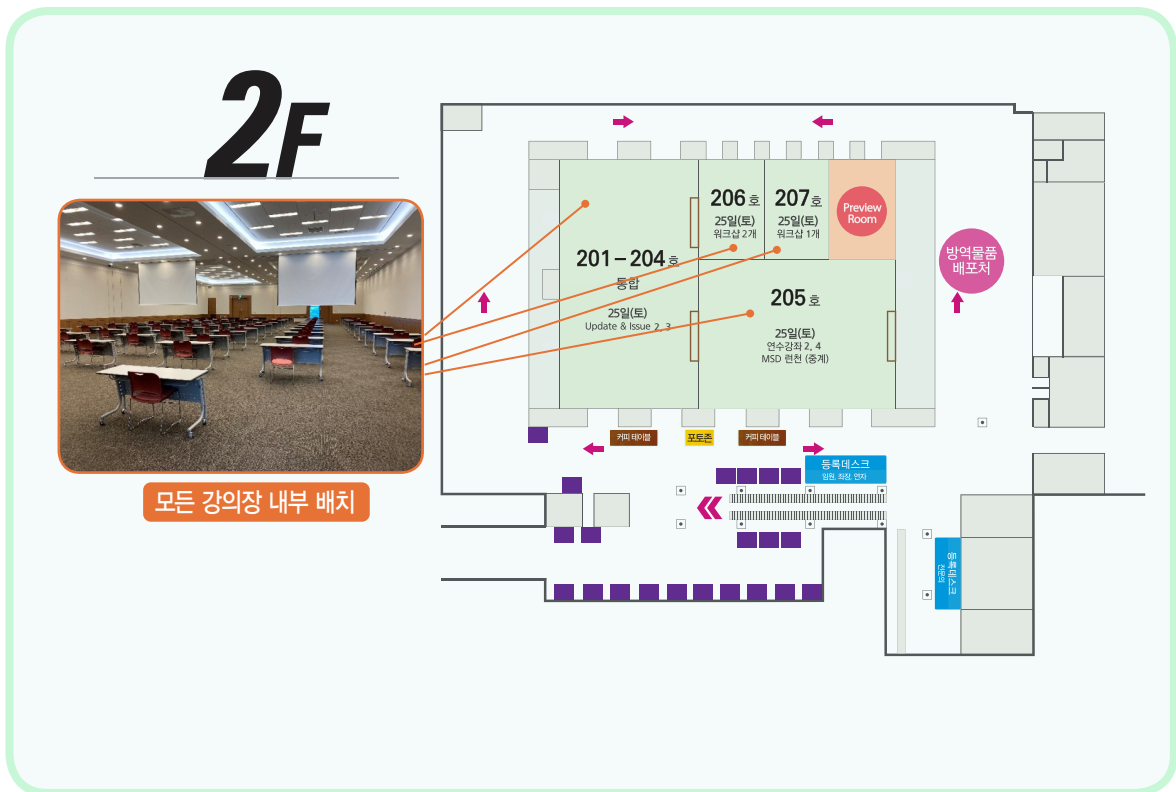 2F
모든 강의장 내부 배치
201-204호
통합
25일(토)
Update & Issue 2, 3
206호
25일(토)
워크샵 2개
207호
25일(토)
워크샵 1개
Preview
Room
205호
25일(토)
연수강좌 2, 4
MSD 런천 (중계)
방역물품
배포처
커피 테이블
포토존
커피 테이블
등록데스크
임원, 좌장, 연자
등록데스크
전문의